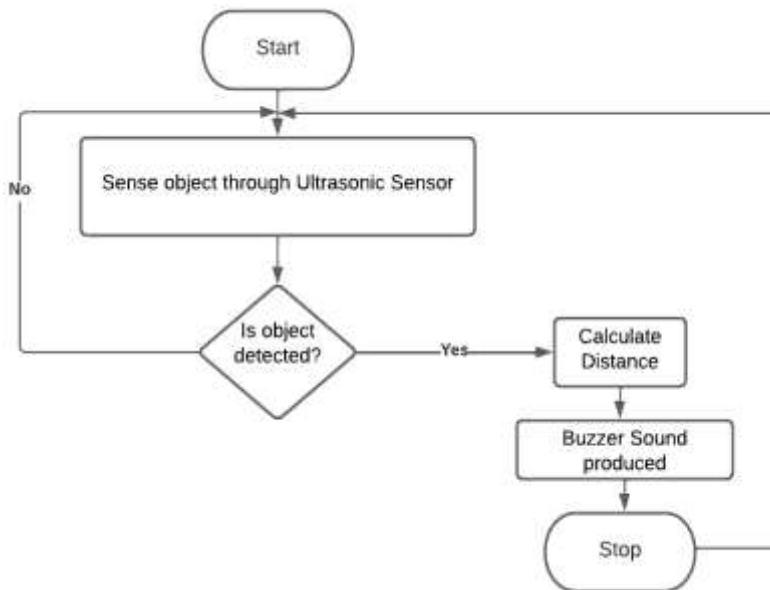 Start
Sense object through Ultrasonic Sensor
No
Is object
detected?
Yes
Calculate
Distance
Buzzer Sound
produced
Stop